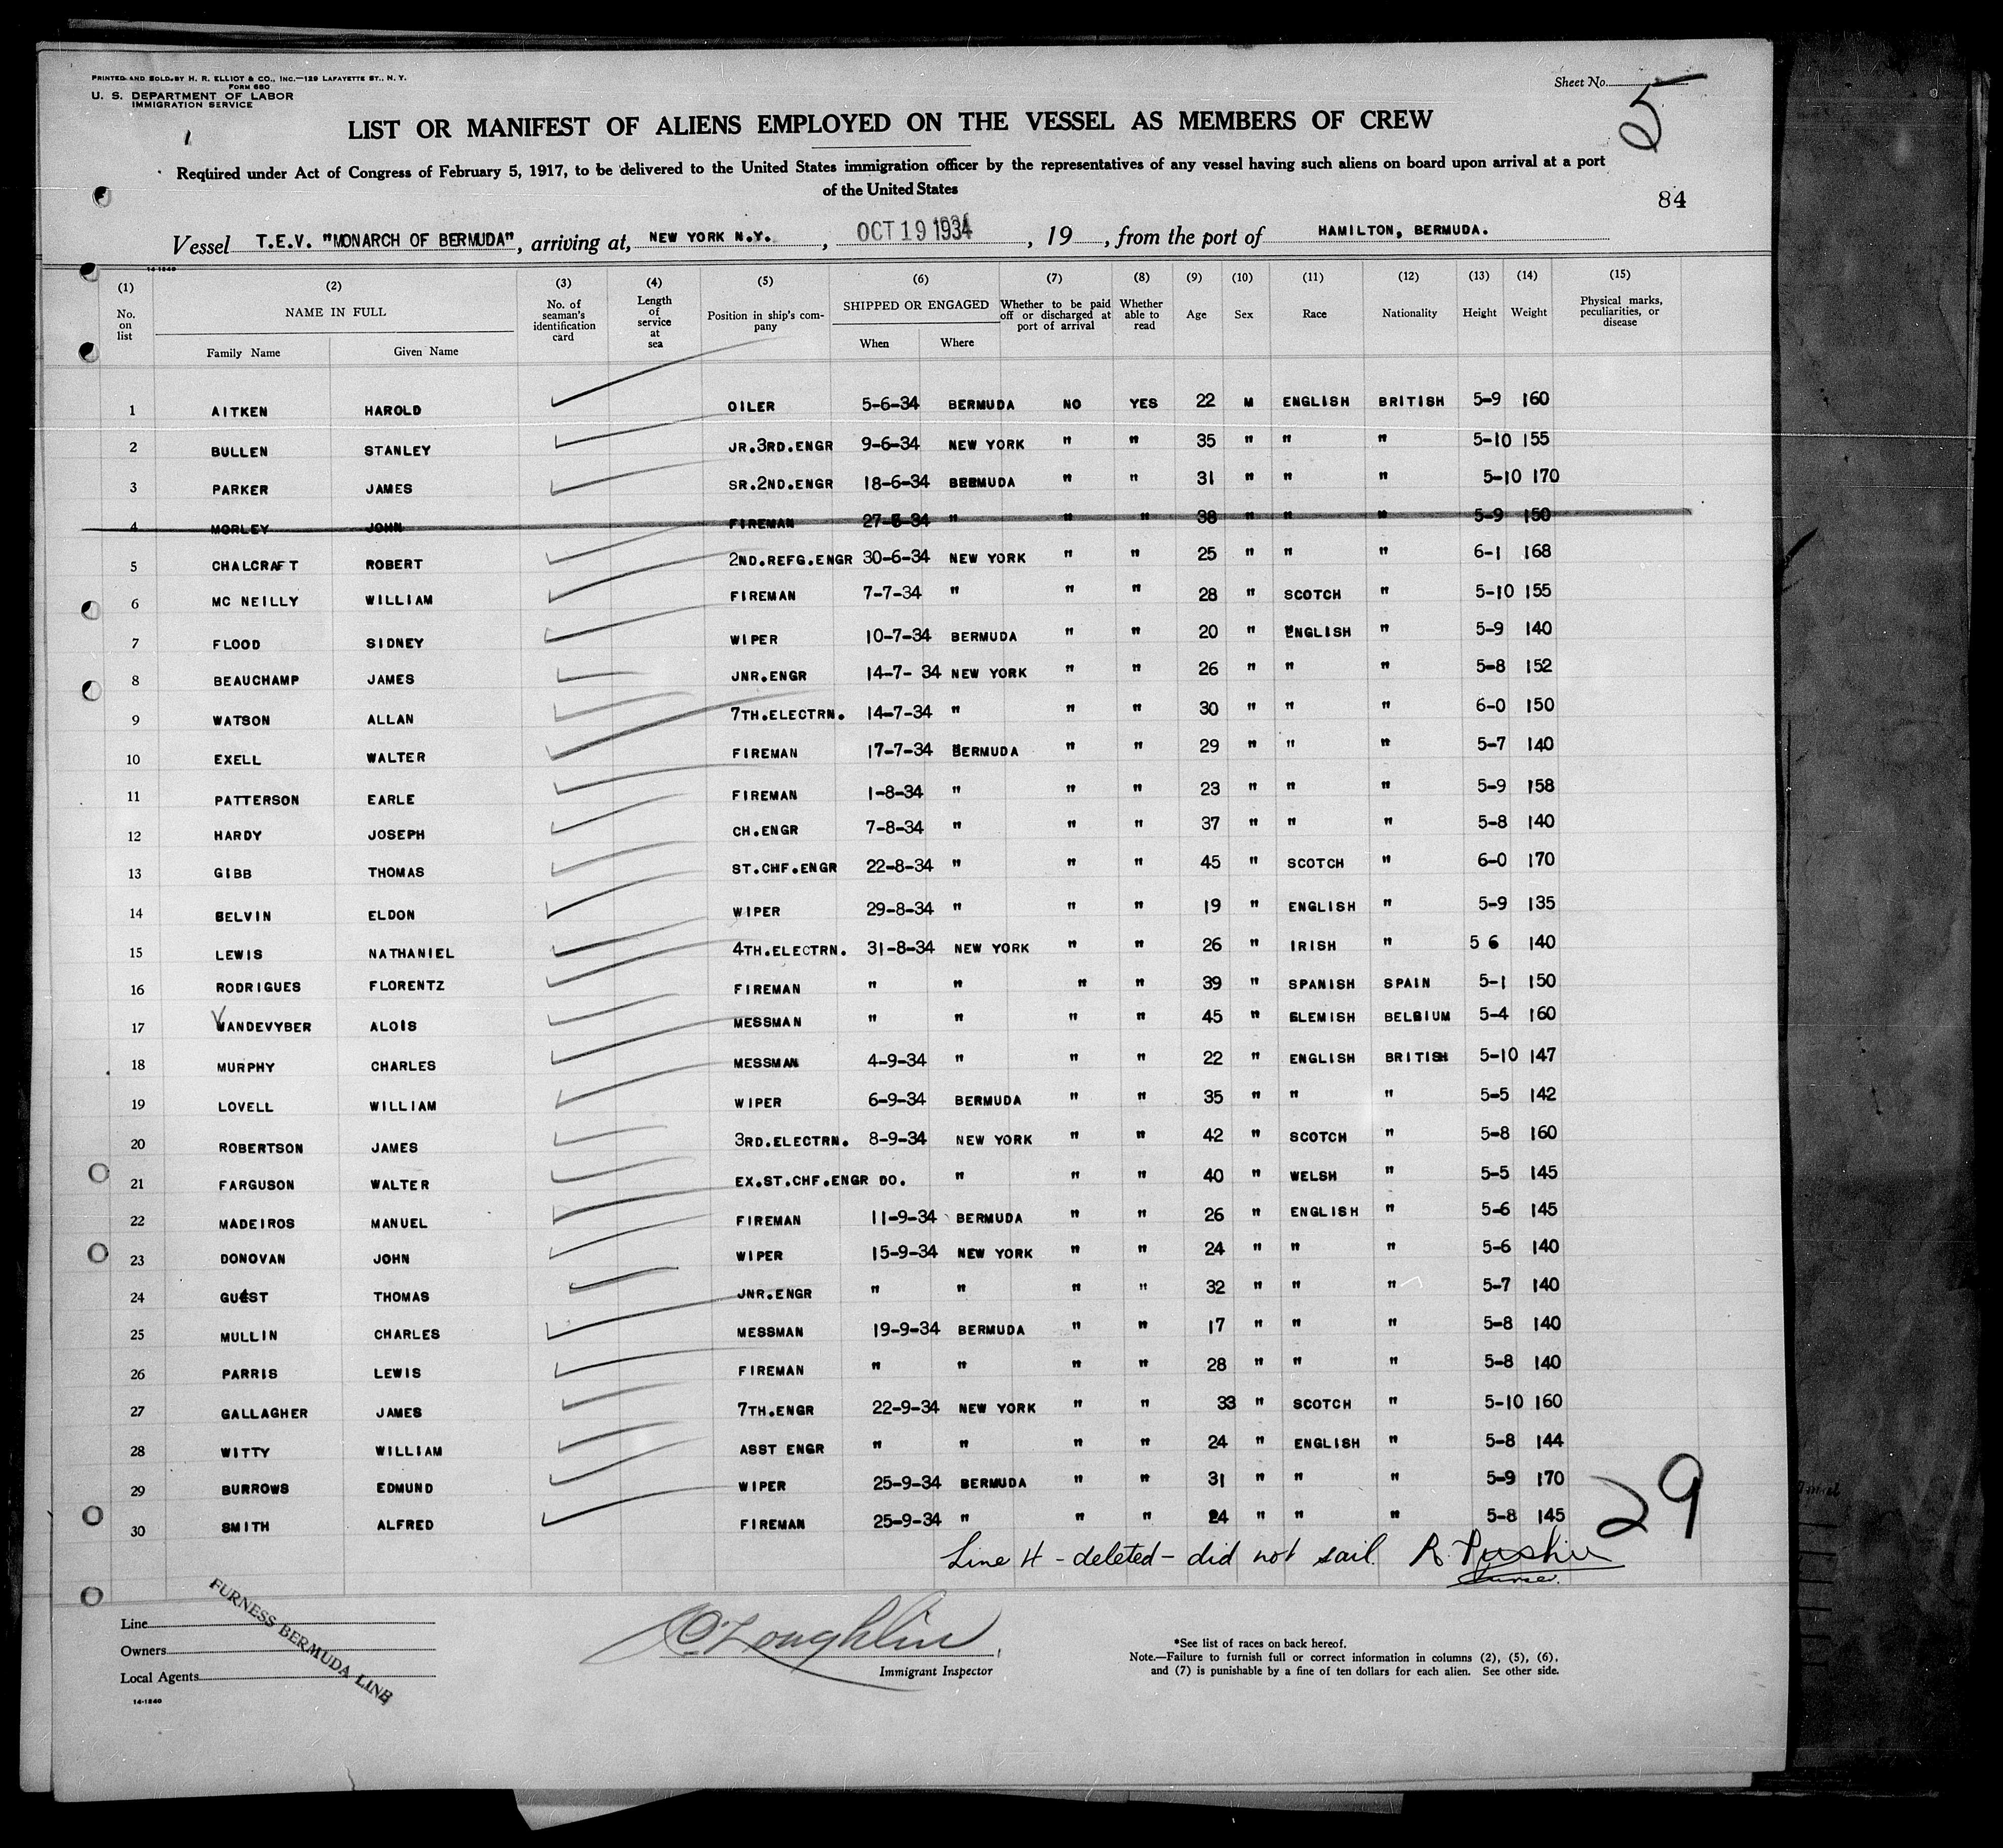 PRINTED AND SOLD BY H. R. ELLIOT & CO., INC.—129 LAFAYETTE ST., N. Y.
FORM 680
U. S. DEPARTMENT OF LABOR
IMMIGRATION SERVICE
Sheet No. 5
1
LIST OR MANIFEST OF ALIENS EMPLOYED ON THE VESSEL AS MEMBERS OF CREW
Required under Act of Congress of February 5, 1917, to be delivered to the United States immigration officer by the representatives of any vessel having such aliens on board upon arrival at a port
of the United States
84
Vessel T.E.V. "MONARCH OF BERMUDA", arriving at, NEW YORK N.Y., OCT 19 1934, 19 , from the port of HAMILTON, BERMUDA.
14-1240
(1) (2) (3) (4) (5) (6) (7) (8) (9) (10) (11) (12) (13) (14) (15)
No. on list NAME IN FULL Family Name Given Name No. of seaman's identification card Length of service at sea Position in ship's company SHIPPED OR ENGAGED When Where Whether to be paid off or discharged at port of arrival Whether able to read Age Sex Race Nationality Height Weight Physical marks, peculiarities, or disease
1 AITKEN HAROLD OILER 5-6-34 BERMUDA NO YES 22 M ENGLISH BRITISH 5-9 160
2 BULLEN STANLEY JR.3RD.ENGR 9-6-34 NEW YORK " " 35 " " " 5-10 155
3 PARKER JAMES SR.2ND.ENGR 18-6-34 BERMUDA " " 31 " " " 5-10 170
4 MORLEY JOHN FIREMAN 27-6-34 " " " 38 " " " 5-9 150
5 CHALCRAFT ROBERT 2ND.REFG.ENGR 30-6-34 NEW YORK " " 25 " " " 6-1 168
6 MC NEILLY WILLIAM FIREMAN 7-7-34 " " " 28 " SCOTCH " 5-10 155
7 FLOOD SIDNEY WIPER 10-7-34 BERMUDA " " 20 " ENGLISH " 5-9 140
8 BEAUCHAMP JAMES JNR.ENGR 14-7- 34 NEW YORK " " 26 " " " 5-8 152
9 WATSON ALLAN 7TH.ELECTRN. 14-7-34 " " " 30 " " " 6-0 150
10 EXELL WALTER FIREMAN 17-7-34 BERMUDA " " 29 " " " 5-7 140
11 PATTERSON EARLE FIREMAN 1-8-34 " " " 23 " " " 5-9 158
12 HARDY JOSEPH CH.ENGR 7-8-34 " " " 37 " " " 5-8 140
13 GIBB THOMAS ST.CHF.ENGR 22-8-34 " " " 45 " SCOTCH " 6-0 170
14 BELVIN ELDON WIPER 29-8-34 " " " 19 " ENGLISH " 5-9 135
15 LEWIS NATHANIEL 4TH.ELECTRN. 31-8-34 NEW YORK " " 26 " IRISH " 5 6 140
16 RODRIGUES FLORENTZ FIREMAN " " " " 39 " SPANISH SPAIN 5-1 150
17 VANDEVYBER ALOIS MESSMAN " " " " 45 " FLEMISH BELGIUM 5-4 160
18 MURPHY CHARLES MESSMAN 4-9-34 " " " 22 " ENGLISH BRITISH 5-10 147
19 LOVELL WILLIAM WIPER 6-9-34 BERMUDA " " 35 " " " 5-5 142
20 ROBERTSON JAMES 3RD.ELECTRN. 8-9-34 NEW YORK " " 42 " SCOTCH " 5-8 160
21 FARGUSON WALTER EX.ST.CHF.ENGR DO. " " " 40 " WELSH " 5-5 145
22 MADEIROS MANUEL FIREMAN 11-9-34 BERMUDA " " 26 " ENGLISH " 5-6 145
23 DONOVAN JOHN WIPER 15-9-34 NEW YORK " " 24 " " " 5-6 140
24 GUEST THOMAS JNR.ENGR " " " " 32 " " " 5-7 140
25 MULLIN CHARLES MESSMAN 19-9-34 BERMUDA " " 17 " " " 5-8 140
26 PARRIS LEWIS FIREMAN " " " " 28 " " " 5-8 140
27 GALLAGHER JAMES 7TH.ENGR 22-9-34 NEW YORK " " 33 " SCOTCH " 5-10 160
28 WITTY WILLIAM ASST ENGR " " " " 24 " ENGLISH " 5-8 144
29 BURROWS EDMUND WIPER 25-9-34 BERMUDA " " 31 " " " 5-9 170
30 SMITH ALFRED FIREMAN 25-9-34 " " " 24 " " " 5-8 145
29
Line 4 - deleted - did not sail. R.
Purser.
Line
Owners
Local Agents
FURNESS BERMUDA LINE
14-1240
O'Loughlin
Immigrant Inspector
*See list of races on back hereof.
Note.—Failure to furnish full or correct information in columns (2), (5), (6),
and (7) is punishable by a fine of ten dollars for each alien. See other side.